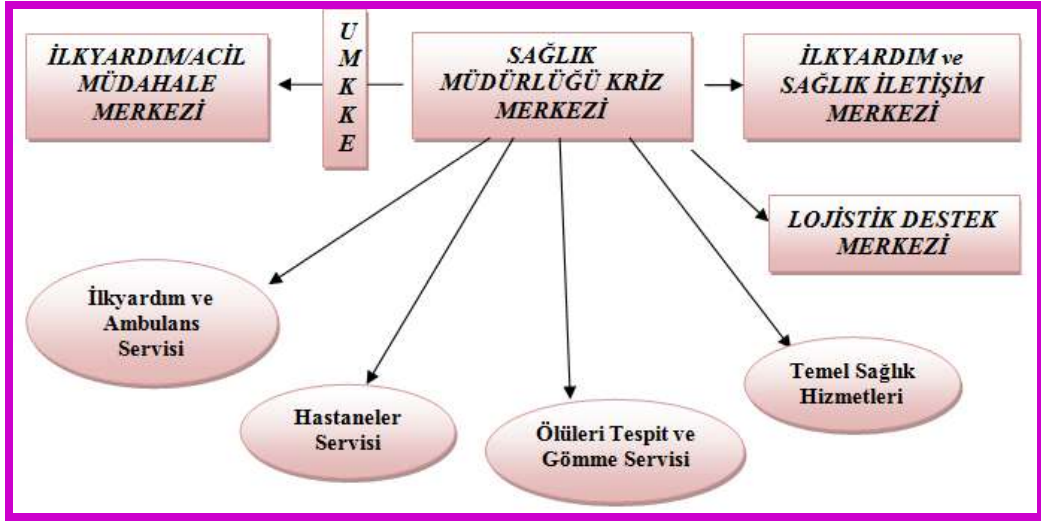 İLKYARDIM/ACİL
MÜDAHALE
MERKEZİ
U
M
K
K
E
SAĞLIK
MÜDÜRLÜĞÜ KRİZ
MERKEZİ
İLKYARDIM ve
SAĞLIK İLETİŞİM
MERKEZİ
LOJİSTİK DESTEK
MERKEZİ
İlkyardım ve
Ambulans
Servisi
Hastaneler
Servisi
Ölüleri Tespit ve
Gömme Servisi
Temel Sağlık
Hizmetleri